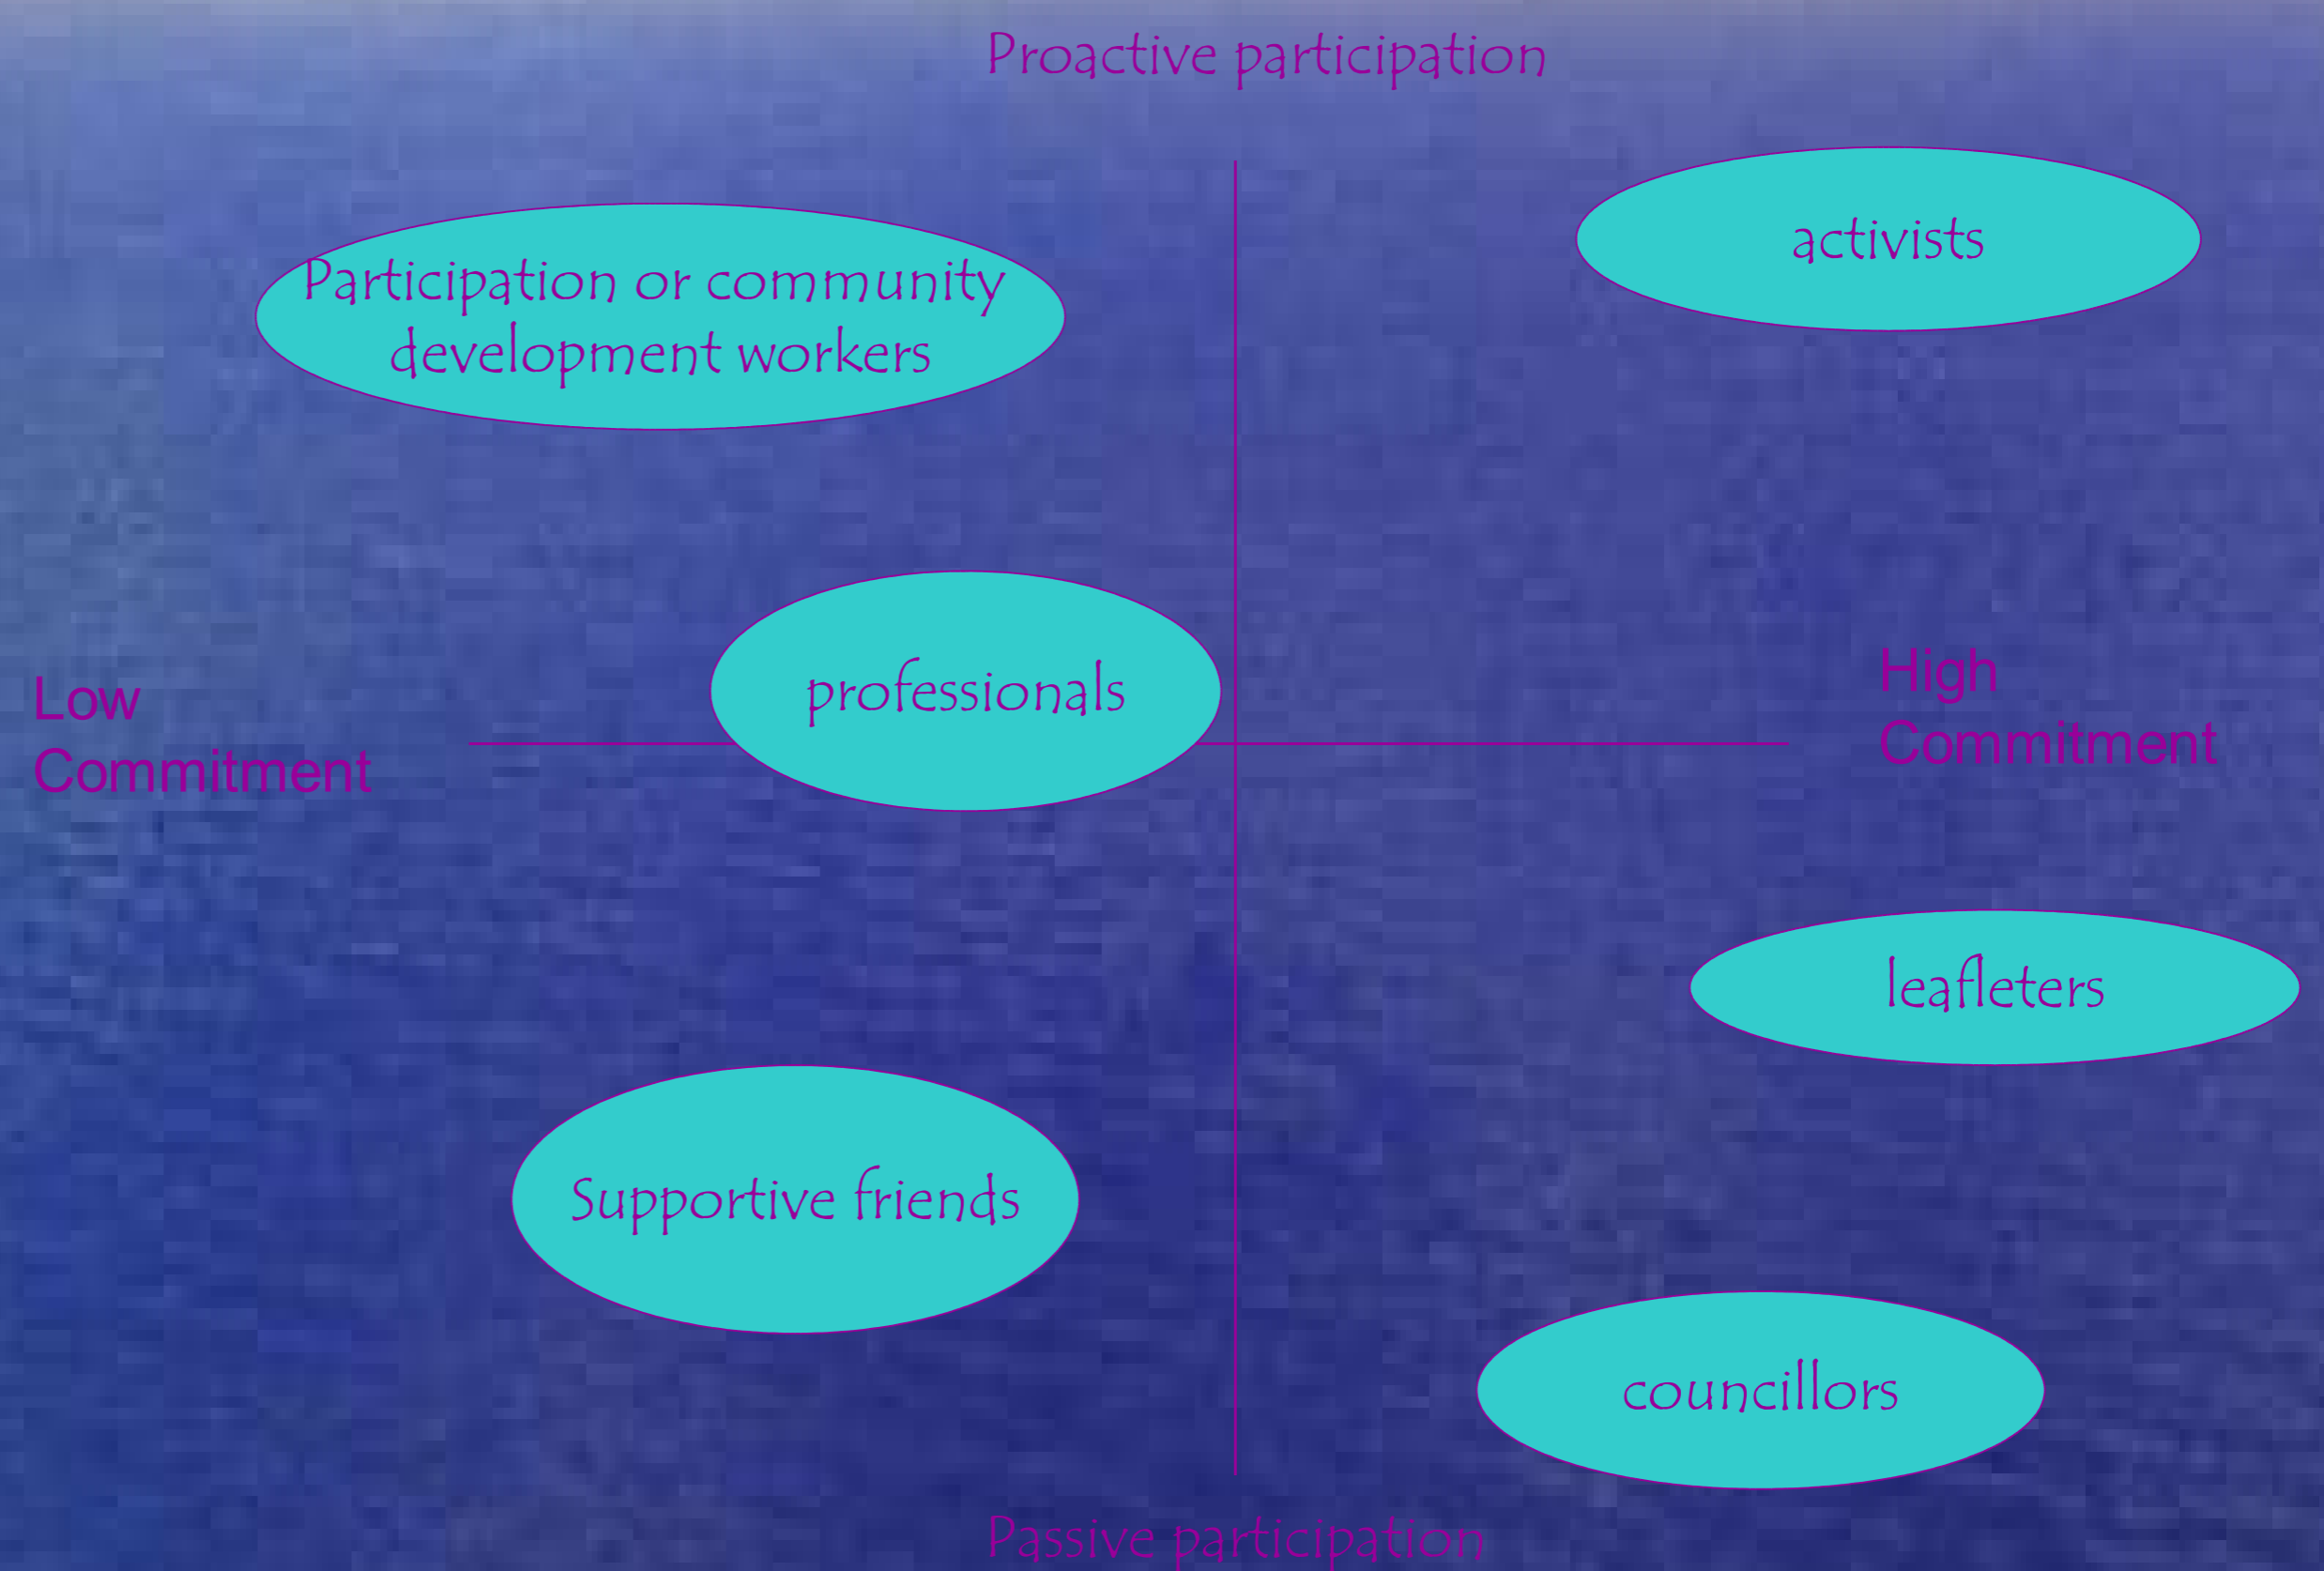 Proactive participation
activists
Participation or community
development workers
professionals
Low
Commitment
High
Commitment
leafleters
Supportive friends
councillors
Passive participation